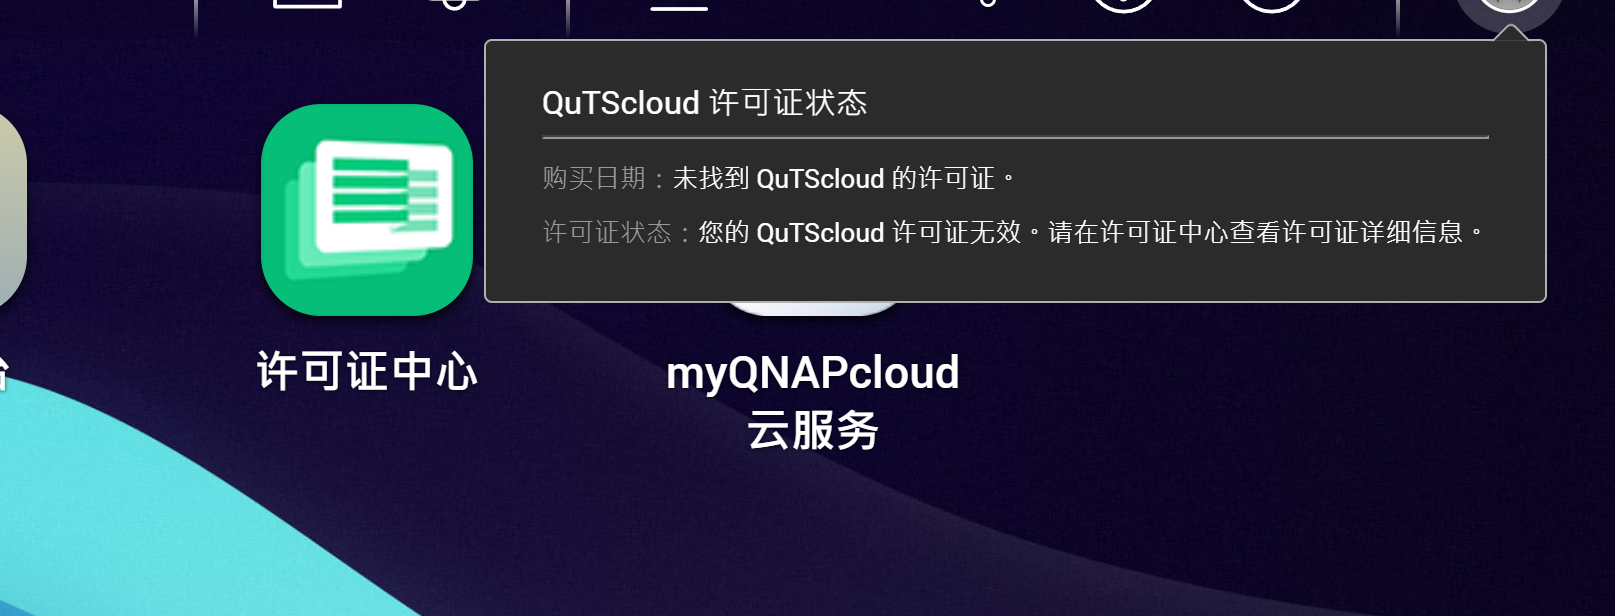 QuTScloud 许可证状态
购买日期：未找到 QuTScloud 的许可证。
许可证状态：您的 QuTScloud 许可证无效。请在许可证中心查看许可证详细信息。
许可证中心
myQNAPcloud
云服务